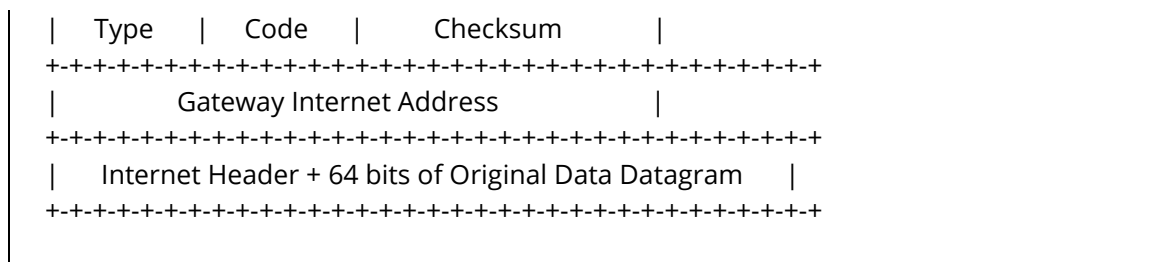 |     Type     |     Code     |          Checksum          |
+-+-+-+-+-+-+-+-+-+-+-+-+-+-+-+-+-+-+-+-+-+-+-+-+-+-+-+-+-+-+-+-+
|                 Gateway Internet Address                 |
+-+-+-+-+-+-+-+-+-+-+-+-+-+-+-+-+-+-+-+-+-+-+-+-+-+-+-+-+-+-+-+-+
|      Internet Header + 64 bits of Original Data Datagram      |
+-+-+-+-+-+-+-+-+-+-+-+-+-+-+-+-+-+-+-+-+-+-+-+-+-+-+-+-+-+-+-+-+